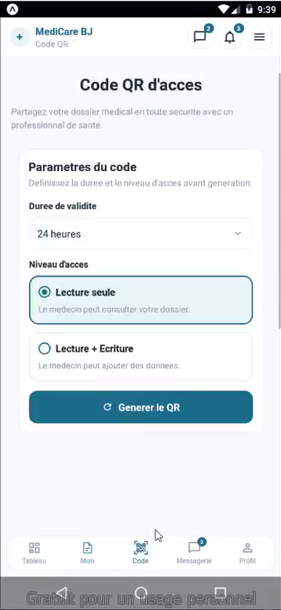 9:39
MediCare BJ
Code QR
2
3
Code QR d'acces
Partagez votre dossier medical en toute securite avec un
professionnel de sante.
Parametres du code
Definissez la duree et le niveau d'acces avant generation.
Duree de validite
24 heures
Niveau d'acces
Lecture seule
Le medecin peut consulter votre dossier.
Lecture + Ecriture
Le medecin peut ajouter des donnees.
Generer le QR
2
Tableau
Mon
Code
Messagerie
Profil
Gratuit pour un usage personnel